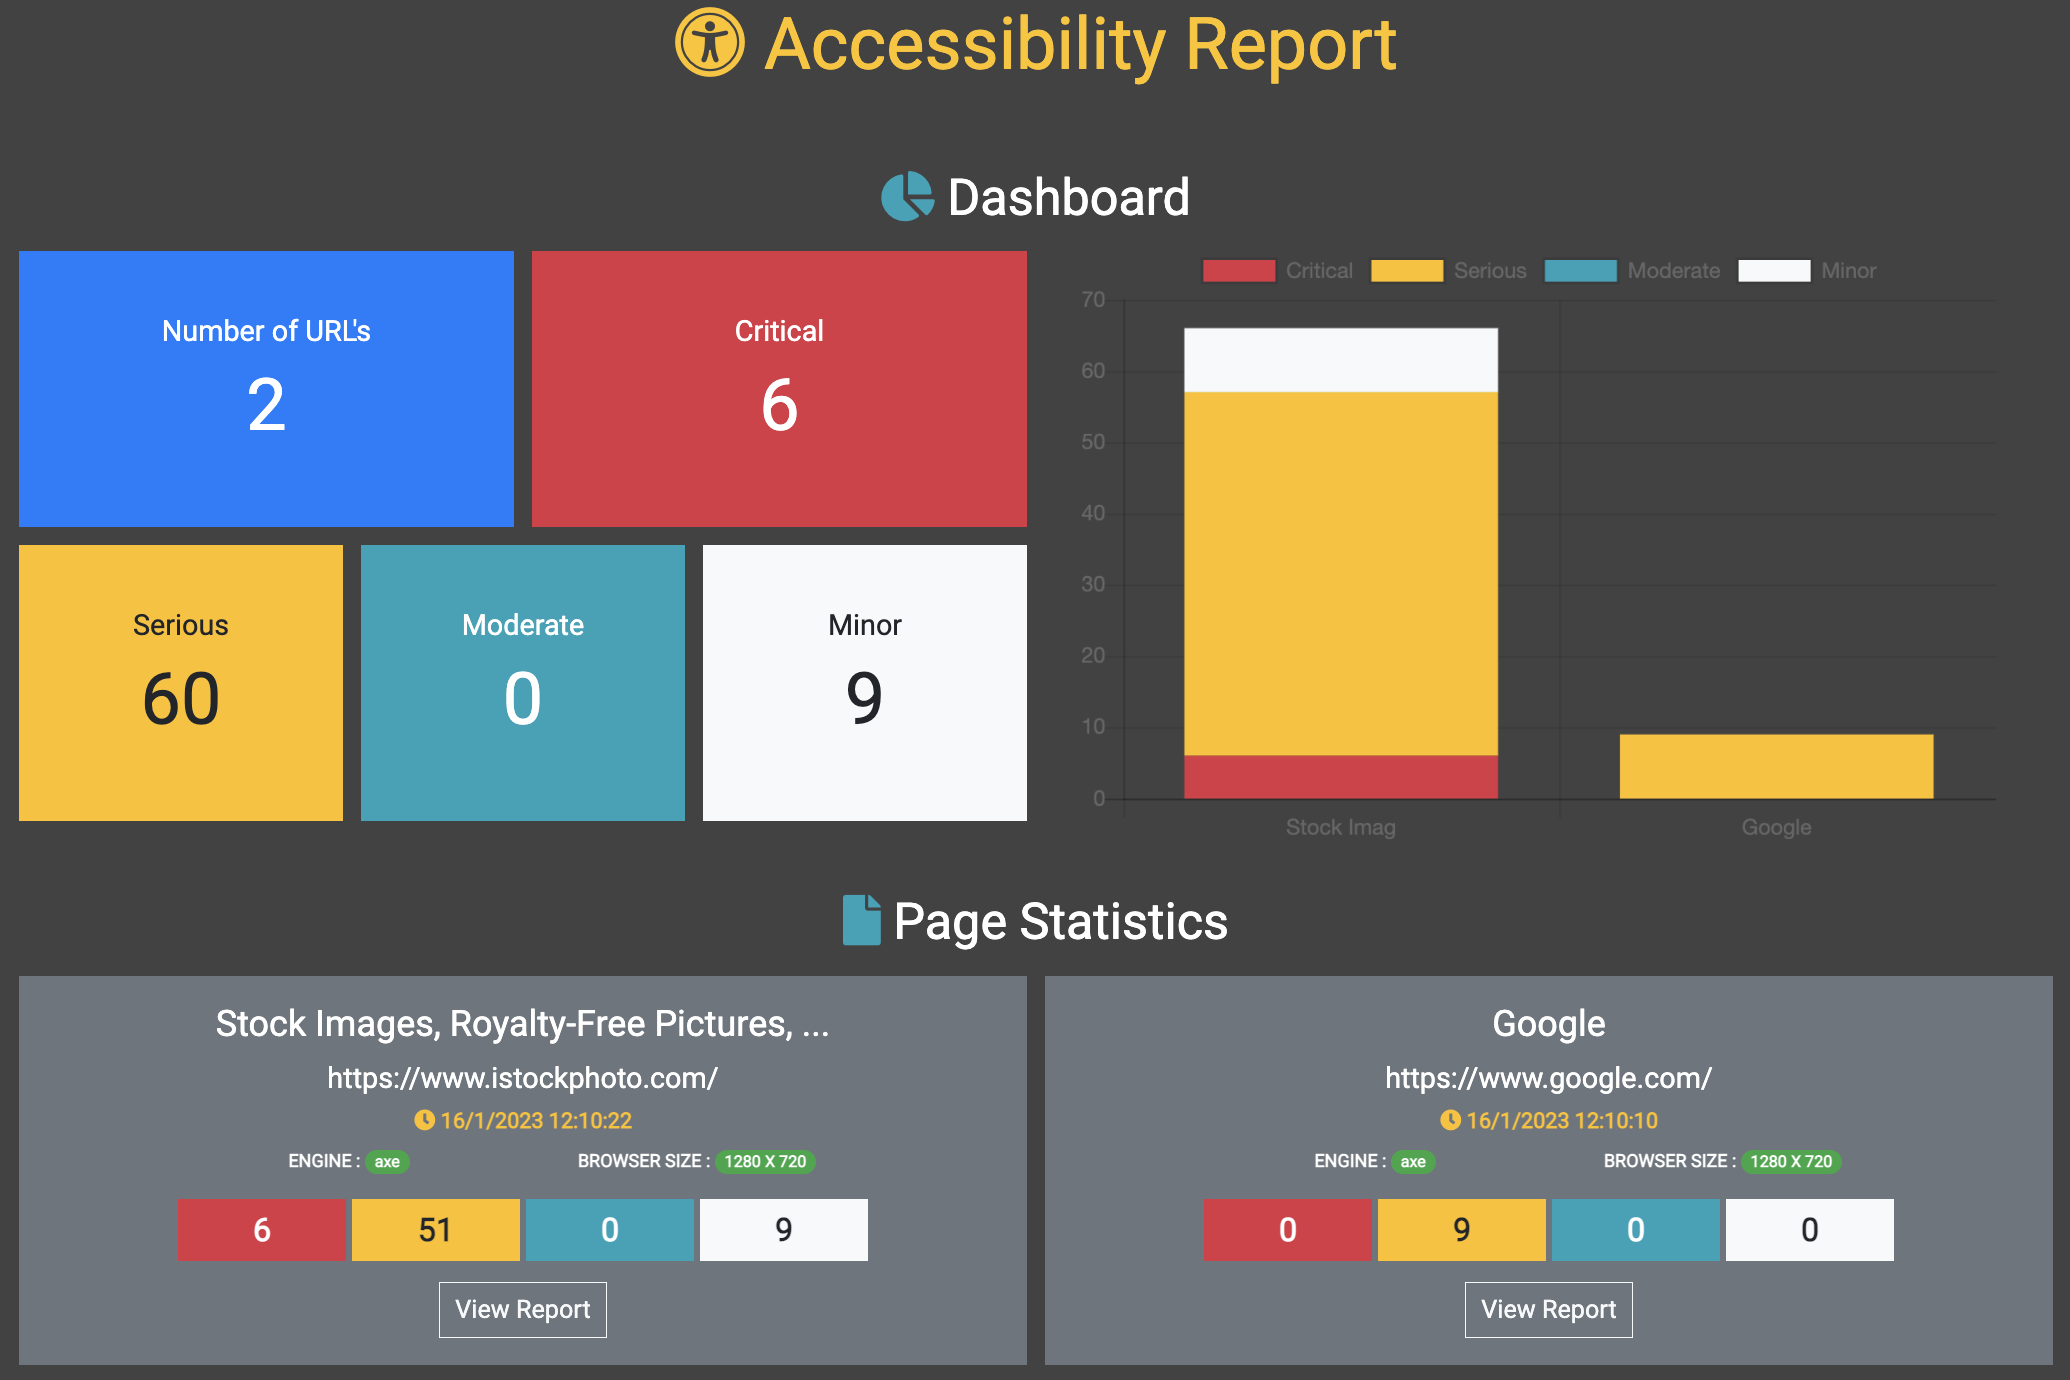 Accessibility Report
Dashboard
Number of URL's
2
Critical
6
Serious
60
Moderate
0
Minor
9
Critical Serious Moderate Minor
70
60
50
40
30
20
10
0
Stock Imag Google
Page Statistics
Stock Images, Royalty-Free Pictures, ...
https://www.istockphoto.com/
16/1/2023 12:10:22
ENGINE : axe BROWSER SIZE : 1280 X 720
6 51 0 9
View Report
Google
https://www.google.com/
16/1/2023 12:10:10
ENGINE : axe BROWSER SIZE : 1280 X 720
0 9 0 0
View Report